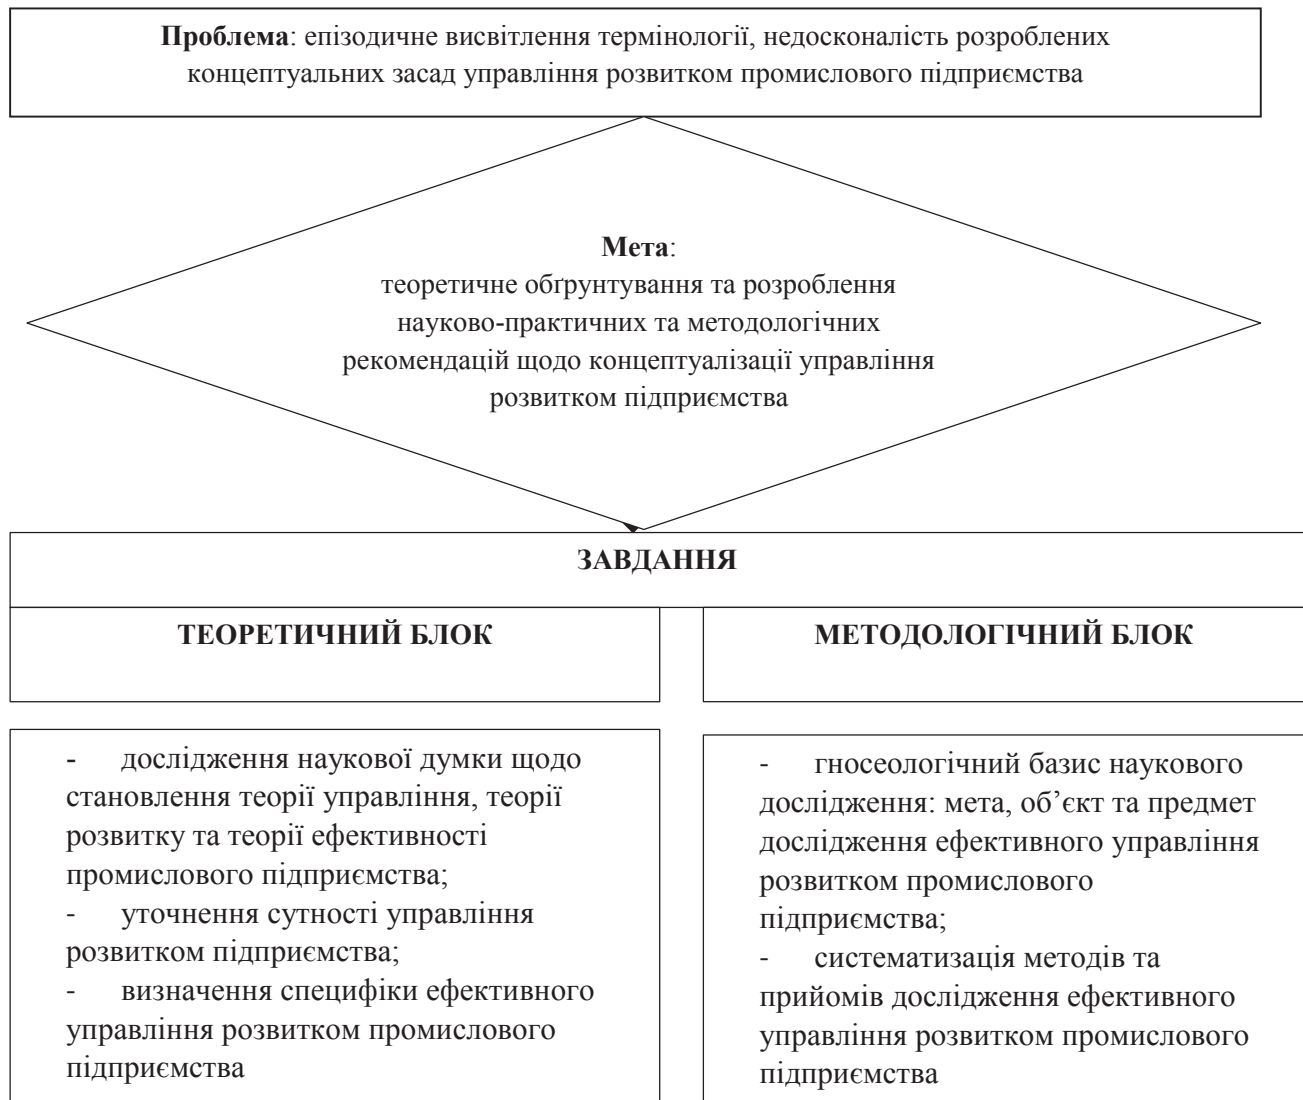 Проблема: епізодичне висвітлення термінології, недосконалість розроблених
концептуальних засад управління розвитком промислового підприємства
Мета:
теоретичне обґрунтування та розроблення
науково-практичних та методологічних
рекомендацій щодо концептуалізації управління
розвитком підприємства
ЗАВДАННЯ
ТЕОРЕТИЧНИЙ БЛОК
МЕТОДОЛОГІЧНИЙ БЛОК
- дослідження наукової думки щодо
становлення теорії управління, теорії
розвитку та теорії ефективності
промислового підприємства;
- уточнення сутності управління
розвитком підприємства;
- визначення специфіки ефективного
управління розвитком промислового
підприємства
- гносеологічний базис наукового
дослідження: мета, об’єкт та предмет
дослідження ефективного управління
розвитком промислового
підприємства;
- систематизація методів та
прийомів дослідження ефективного
управління розвитком промислового
підприємства